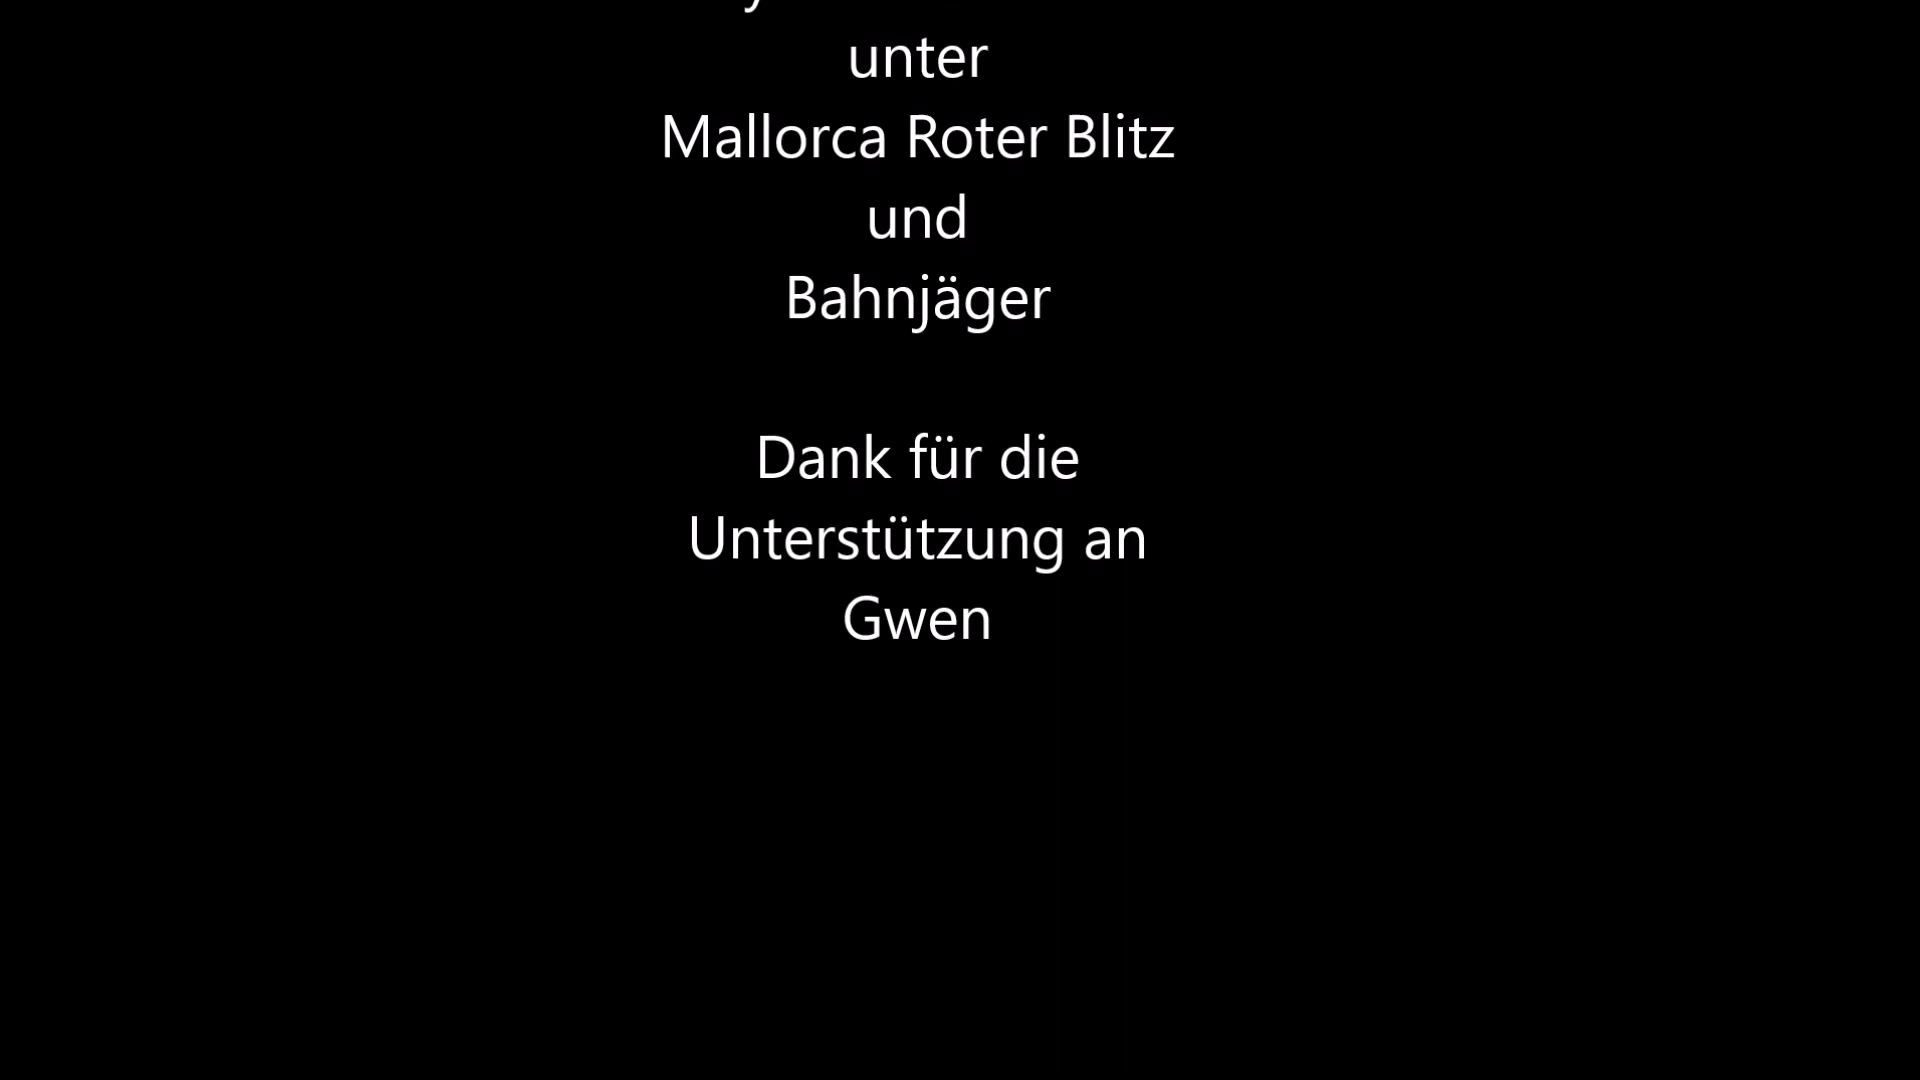 unter
Mallorca Roter Blitz
und
Bahnjäger
Dank für die
Unterstützung an
Gwen